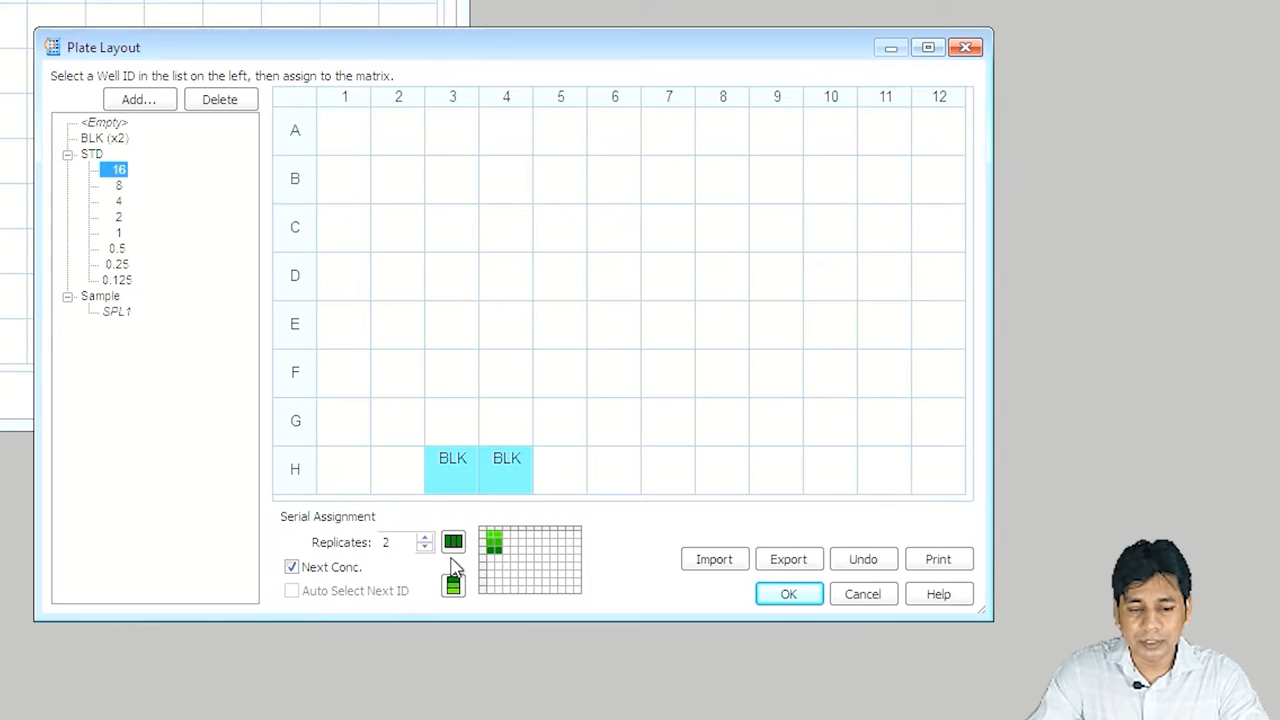 Plate Layout
Select a Well ID in the list on the left, then assign to the matrix.
Add... Delete
<Empty>
BLK (x2)
STD
16
8
4
2
1
0.5
0.25
0.125
Sample
SPL1
1 2 3 4 5 6 7 8 9 10 11 12
A
B
C
D
E
F
G
H BLK BLK
Serial Assignment
Replicates: 2
Next Conc.
Auto Select Next ID
Import Export Undo Print
OK Cancel Help